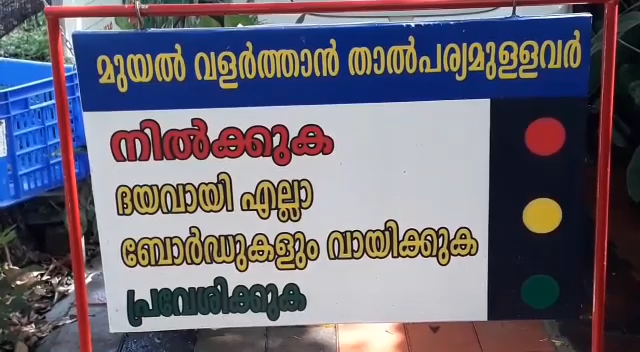 മുയൽ വളർത്താൻ താൽപര്യമുള്ളവർ
നിൽക്കുക
ദയവായി എല്ലാ
ബോർഡുകളും വായിക്കുക
പ്രവേശിക്കുക